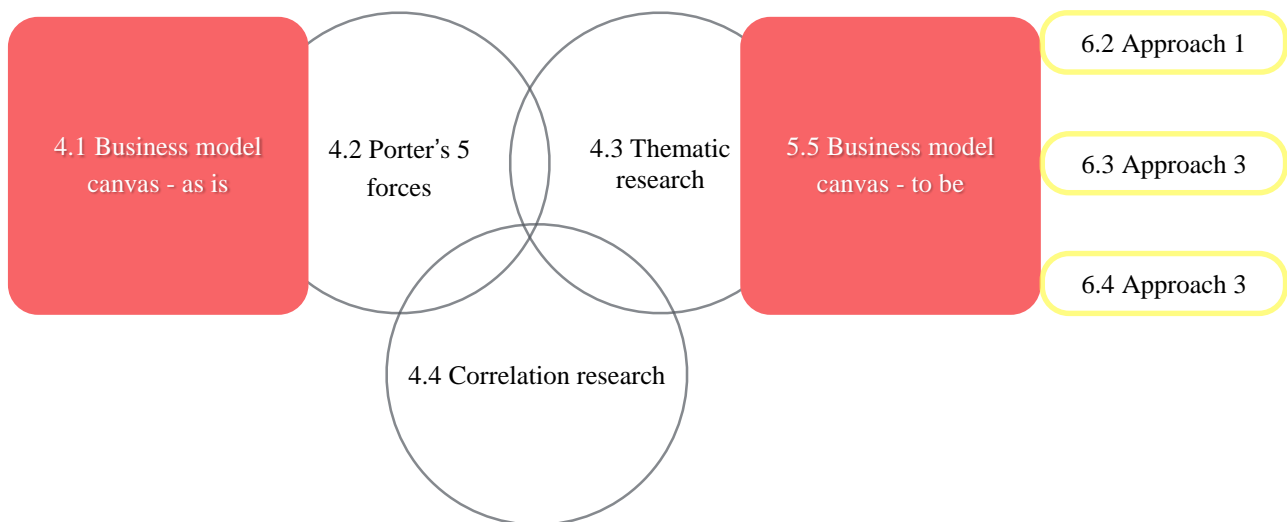 4.1 Business model
canvas - as is
4.2 Porter’s 5
forces
4.3 Thematic
research
4.4 Correlation research
5.5 Business model
canvas - to be
6.2 Approach 1
6.3 Approach 3
6.4 Approach 3